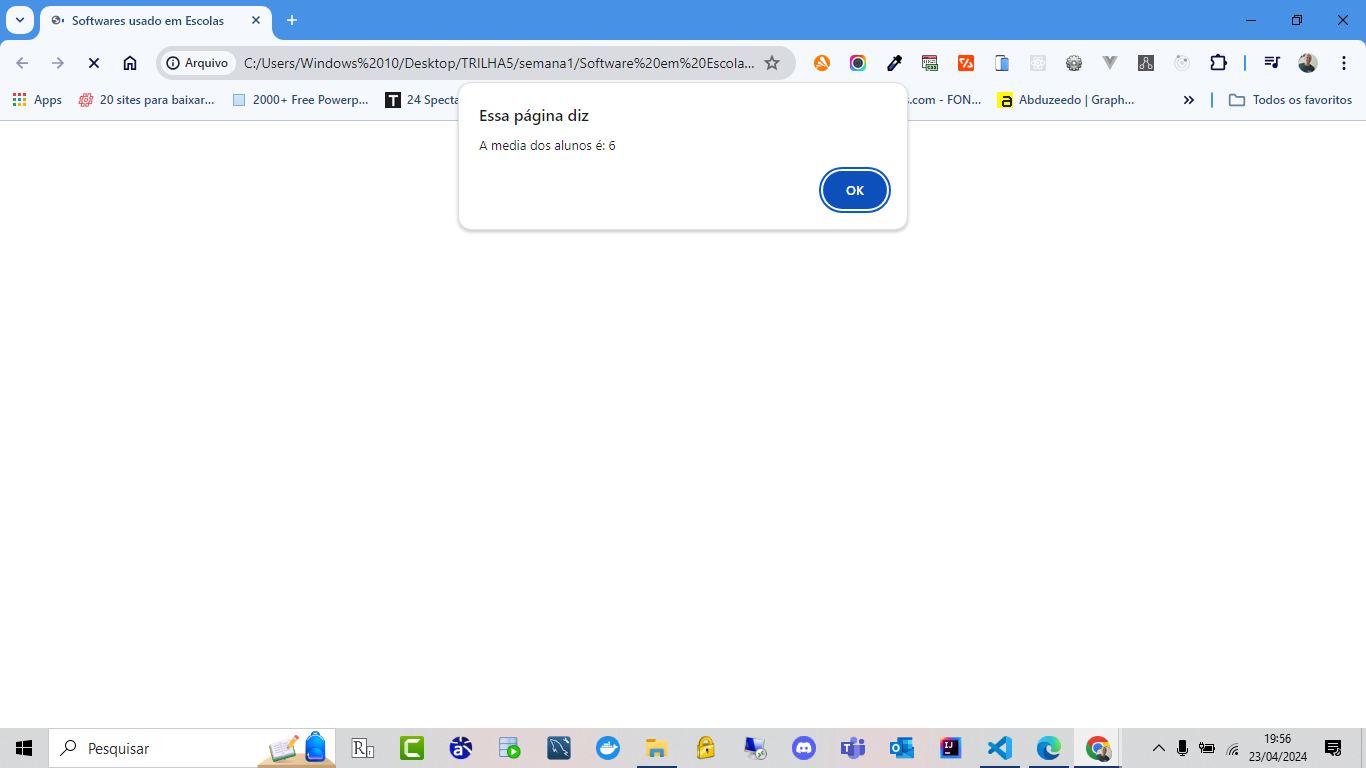 Softwares usado em Escolas
Arquivo
C:/Users/Windows%2010/Desktop/TRILHA5/semana1/Software%20em%20Escola...
Apps
20 sites para baixar...
2000+ Free Powerp...
T
24 Specta
s.com - FON...
a
Abduzeedo | Graph...
Todos os favoritos
Essa página diz
A media dos alunos é: 6
OK
Pesquisar
19:56
23/04/2024